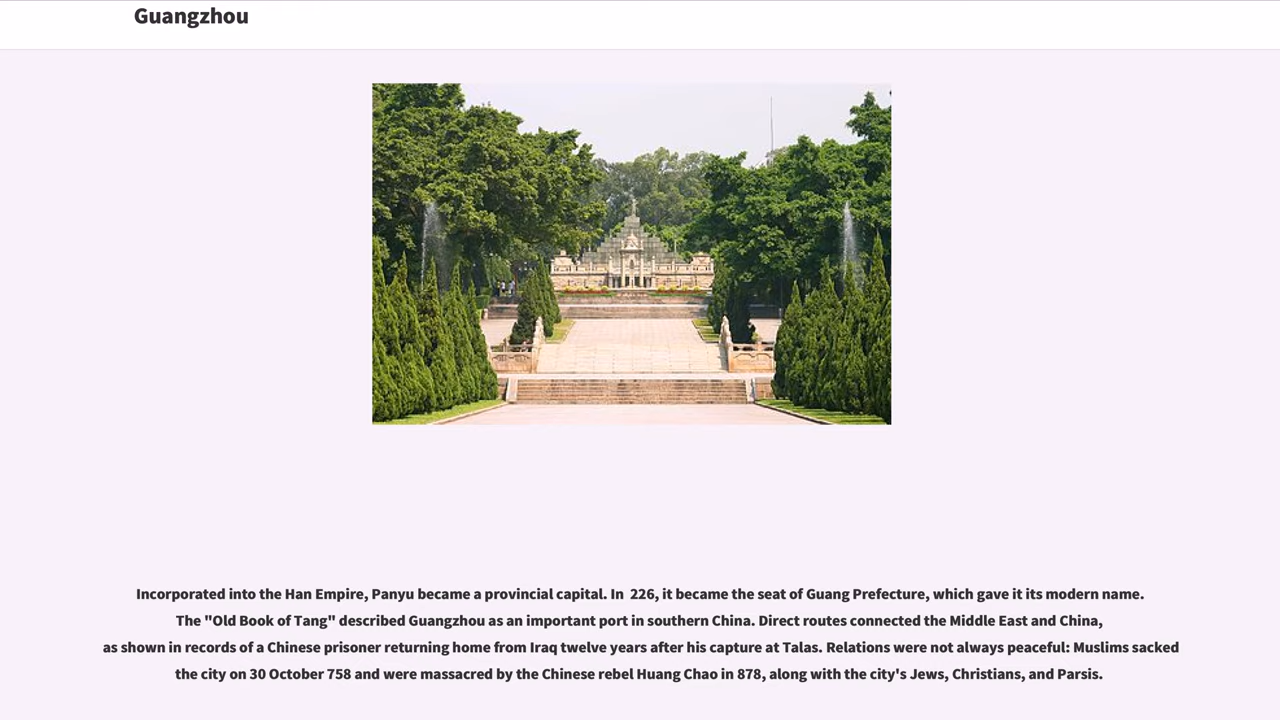 Guangzhou
Incorporated into the Han Empire, Panyu became a provincial capital. In  226, it became the seat of Guang Prefecture, which gave it its modern name.
The "Old Book of Tang" described Guangzhou as an important port in southern China. Direct routes connected the Middle East and China,
as shown in records of a Chinese prisoner returning home from Iraq twelve years after his capture at Talas. Relations were not always peaceful: Muslims sacked
the city on 30 October 758 and were massacred by the Chinese rebel Huang Chao in 878, along with the city's Jews, Christians, and Parsis.